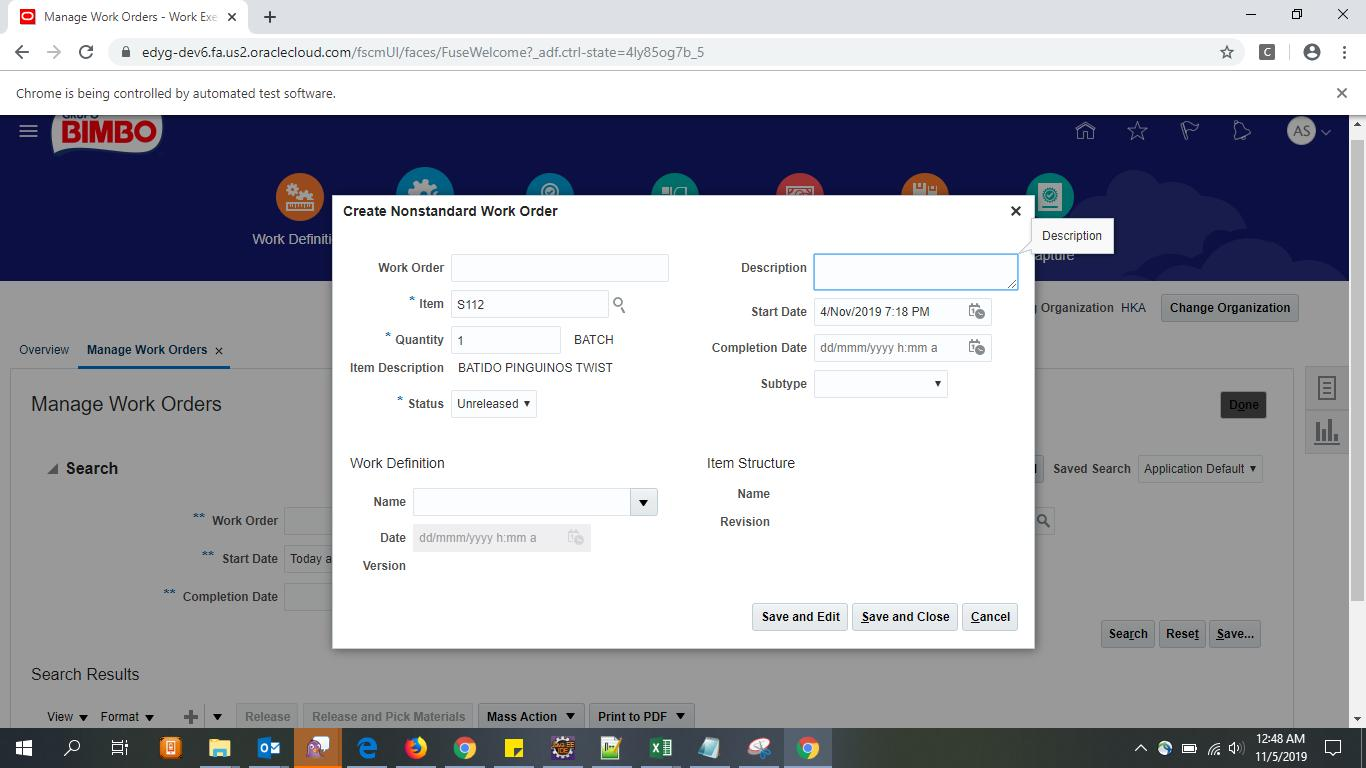 Manage Work Orders - Work Exe
edyg-dev6.fa.us2.oraclecloud.com/fscmUI/faces/FuseWelcome?_adf.ctrl-state=4ly85og7b_5
C
Chrome is being controlled by automated test software.
GRUPO
BIMBO
AS
Create Nonstandard Work Order
Description
Work Definiti
apture
Work Order
Description
* Item S112
Start Date 4/Nov/2019 7:18 PM
* Quantity 1 BATCH
Completion Date dd/mmm/yyyy h:mm a
Item Description BATIDO PINGUINOS TWIST
Subtype
* Status Unreleased
Organization HKA Change Organization
Overview Manage Work Orders
Manage Work Orders
Done
Work Definition
Item Structure
Name
Name
Date dd/mmm/yyyy h:mm a
Revision
Version
Save and Edit Save and Close Cancel
Search
Saved Search Application Default
** Work Order
** Start Date Today a
** Completion Date
Search Reset Save...
Search Results
View Format Release Release and Pick Materials Mass Action Print to PDF
12:48 AM
11/5/2019